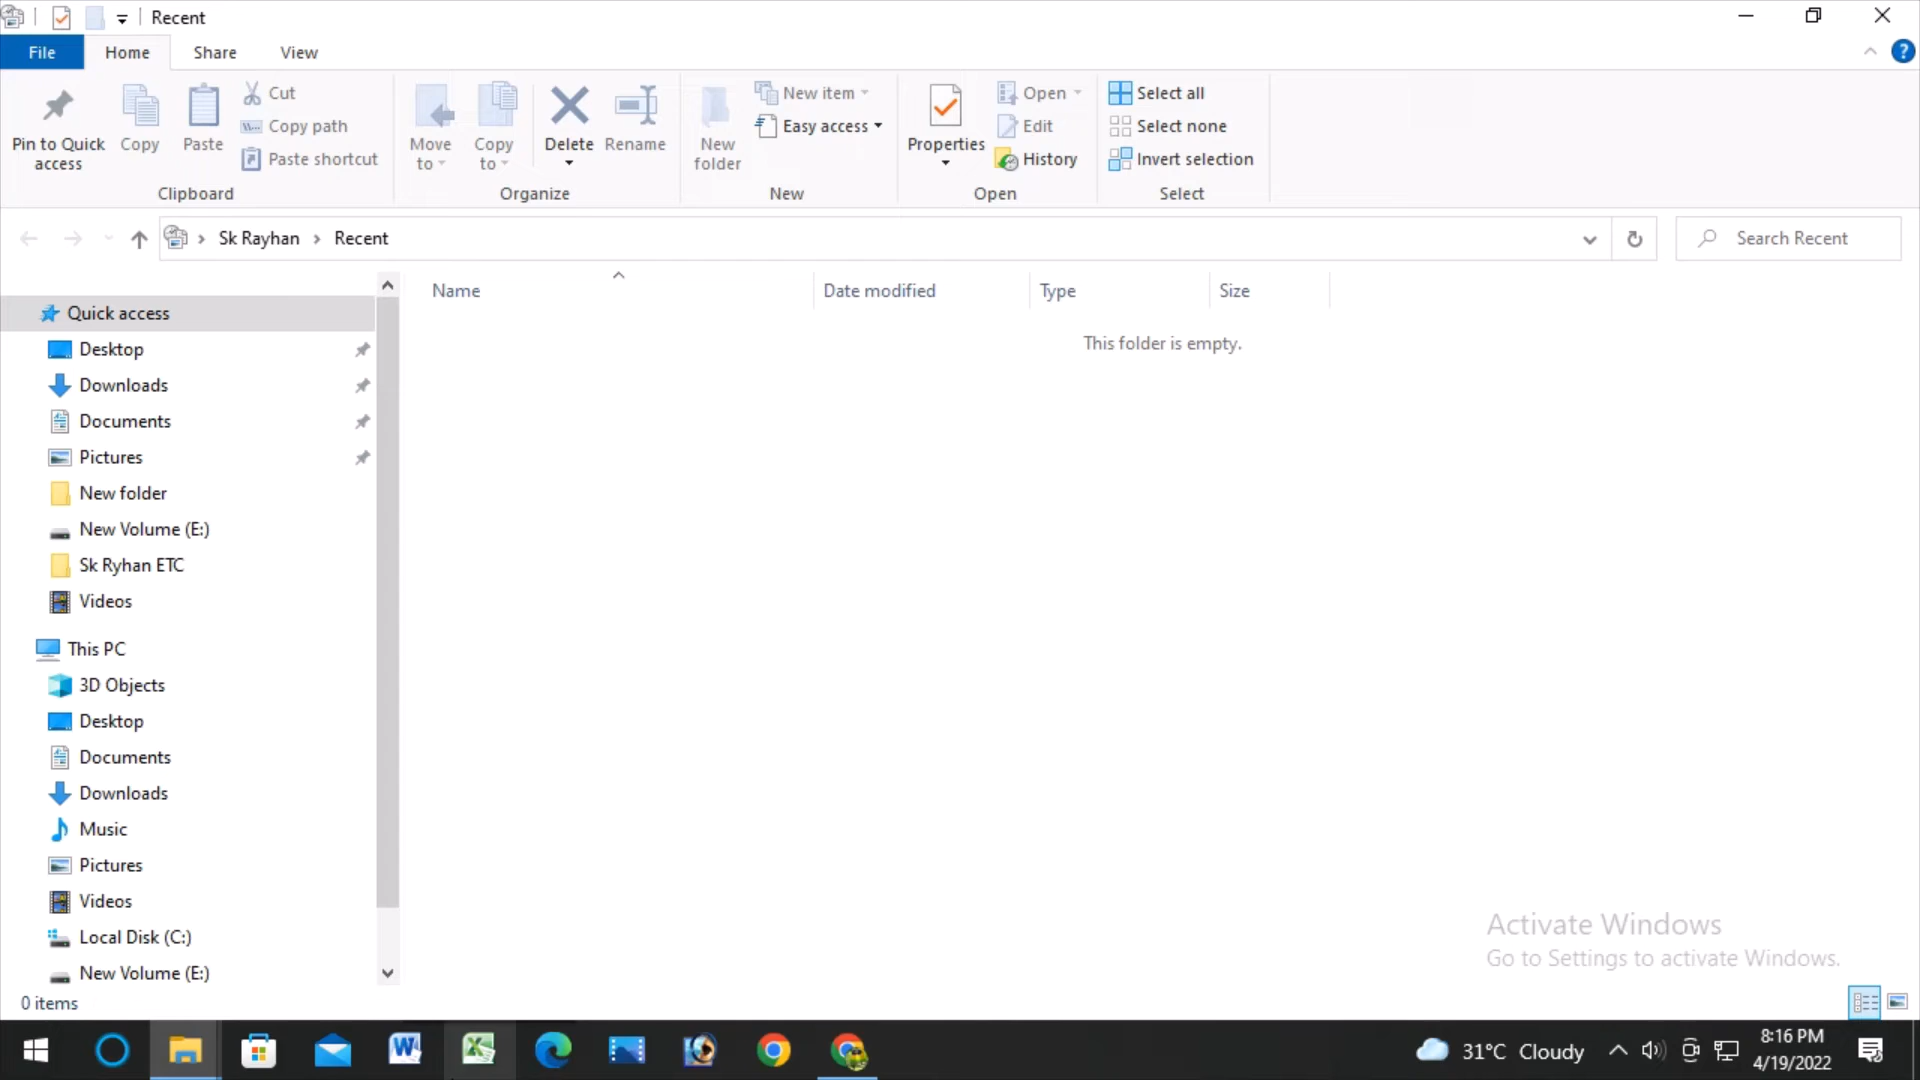 Recent
File Home Share View
Pin to Quick access
Copy
Paste
Cut
Copy path
Paste shortcut
Clipboard
Move to
Copy to
Delete
Rename
Organize
New folder
New item
Easy access
New
Properties
Open
Edit
History
Open
Select all
Select none
Invert selection
Select
Sk Rayhan > Recent
Search Recent
Name Date modified Type Size
This folder is empty.
Quick access
Desktop
Downloads
Documents
Pictures
New folder
New Volume (E:)
Sk Ryhan ETC
Videos
This PC
3D Objects
Desktop
Documents
Downloads
Music
Pictures
Videos
Local Disk (C:)
New Volume (E:)
Activate Windows
Go to Settings to activate Windows.
0 items
31°C Cloudy
8:16 PM
4/19/2022